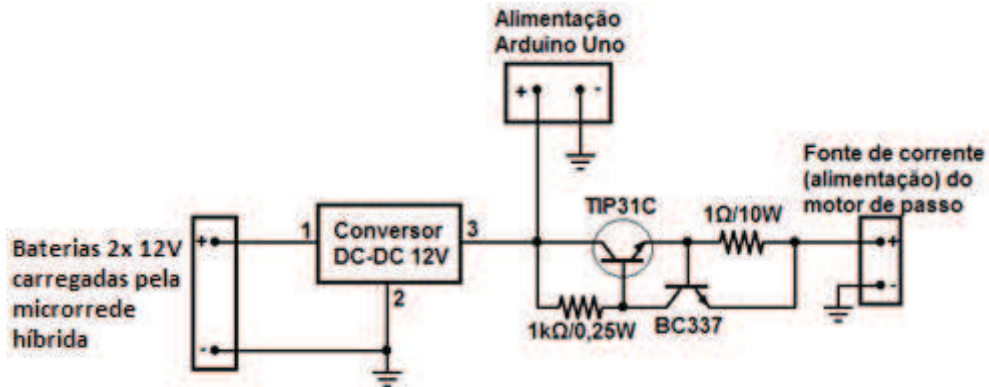 Alimentação
Arduino Uno
+ -
Fonte de corrente
(alimentação) do
motor de passo
TIP31C
1Ω/10W
+
-
Baterias 2x 12V
carregadas pela
microrrede
híbrida
+
-
1
Conversor
DC-DC 12V
3
2
1kΩ/0,25W
BC337